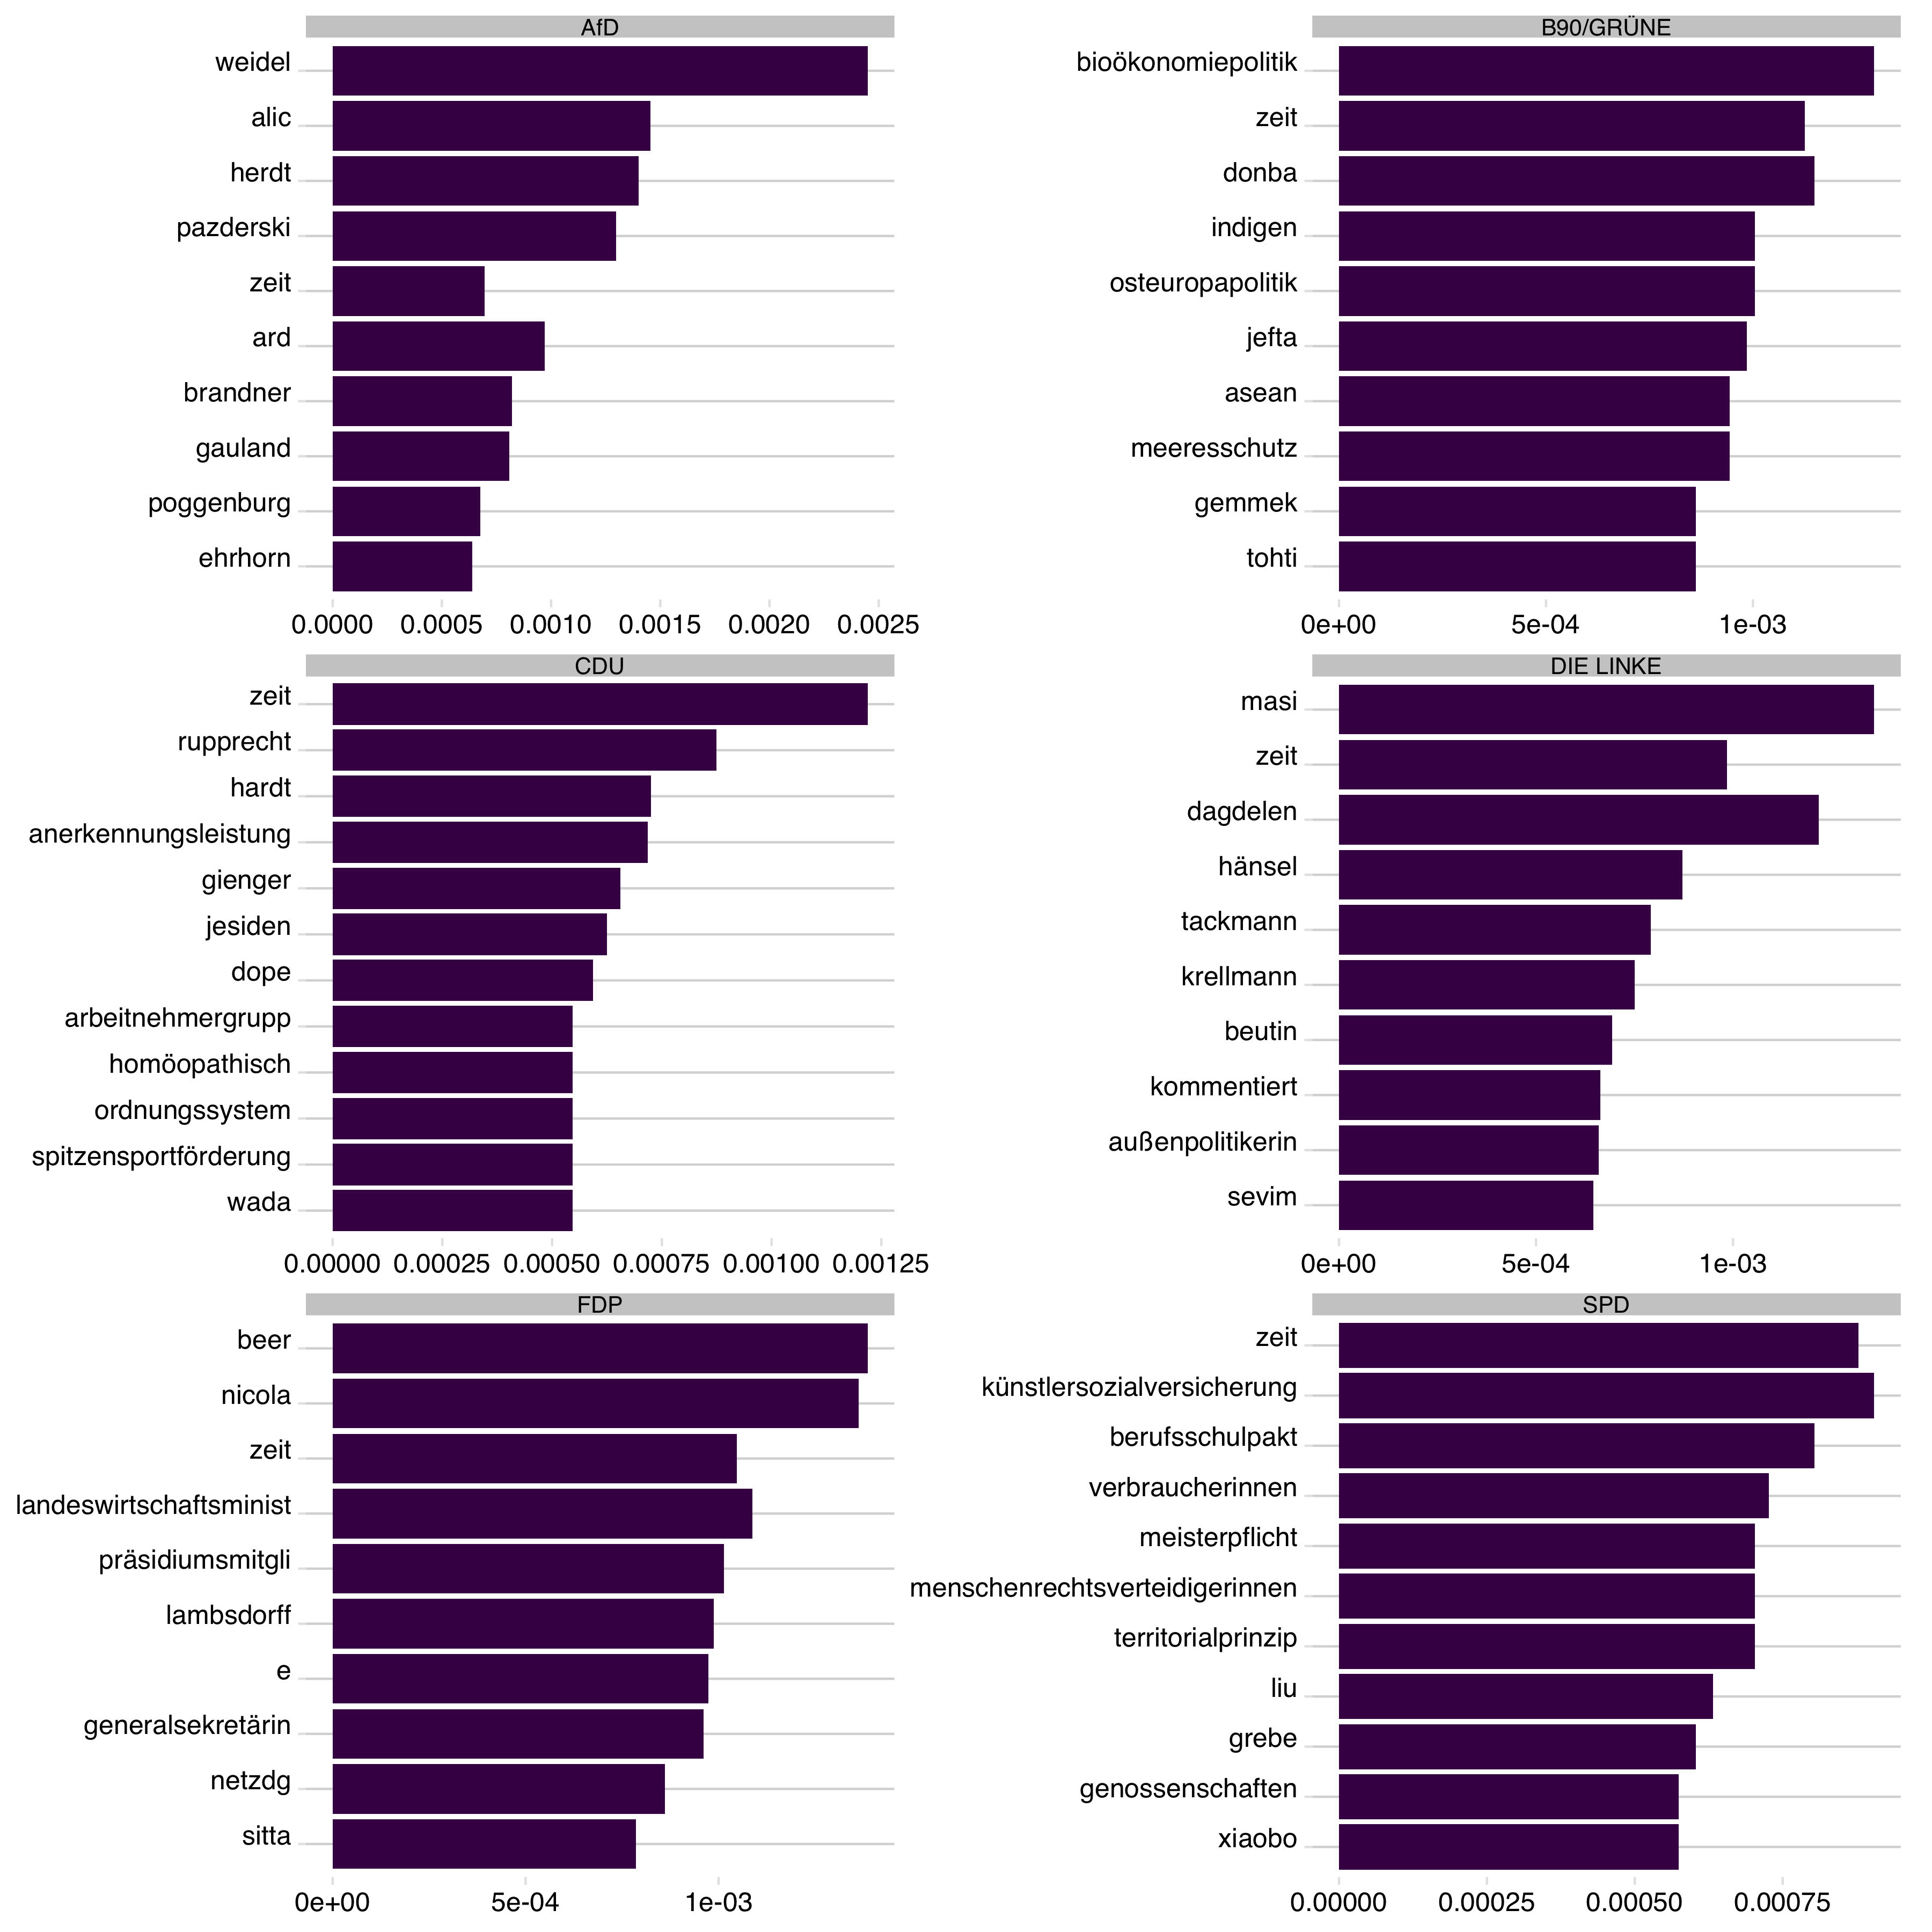 AfD
weidel
alic
herdt
pazderski
zeit
ard
brandner
gauland
poggenburg
ehrhorn
0.0000 0.0005 0.0010 0.0015 0.0020 0.0025
B90/GRÜNE
bioökonomiepolitik
zeit
donba
indigen
osteuropapolitik
jefta
asean
meeresschutz
gemmek
tohti
0e+00 5e-04 1e-03
CDU
zeit
rupprecht
hardt
anerkennungsleistung
gienger
jesiden
dope
arbeitnehmergrupp
homöopathisch
ordnungssystem
spitzensportförderung
wada
0.00000 0.00025 0.00050 0.00075 0.00100 0.00125
DIE LINKE
masi
zeit
dagdelen
hänsel
tackmann
krellmann
beutin
kommentiert
außenpolitikerin
sevim
0e+00 5e-04 1e-03
FDP
beer
nicola
zeit
landeswirtschaftsminist
präsidiumsmitgli
lambsdorff
e
generalsekretärin
netzdg
sitta
0e+00 5e-04 1e-03
SPD
zeit
künstlersozialversicherung
berufsschulpakt
verbraucherinnen
meisterpflicht
menschenrechtsverteidigerinnen
territorialprinzip
liu
grebe
genossenschaften
xiaobo
0.00000 0.00025 0.00050 0.00075